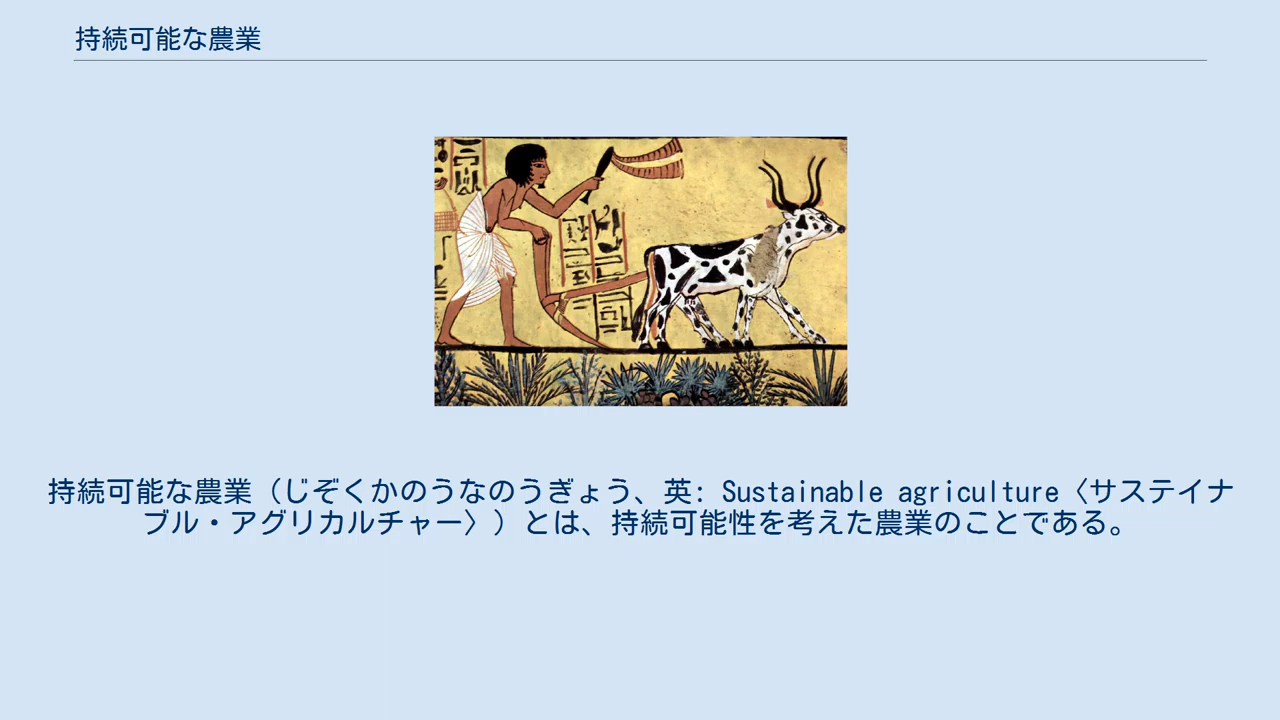 持続可能な農業
持続可能な農業（じぞくかのうなのうぎょう、英: Sustainable agriculture〈サステイナ
ブル・アグリカルチャー〉）とは、持続可能性を考えた農業のことである。